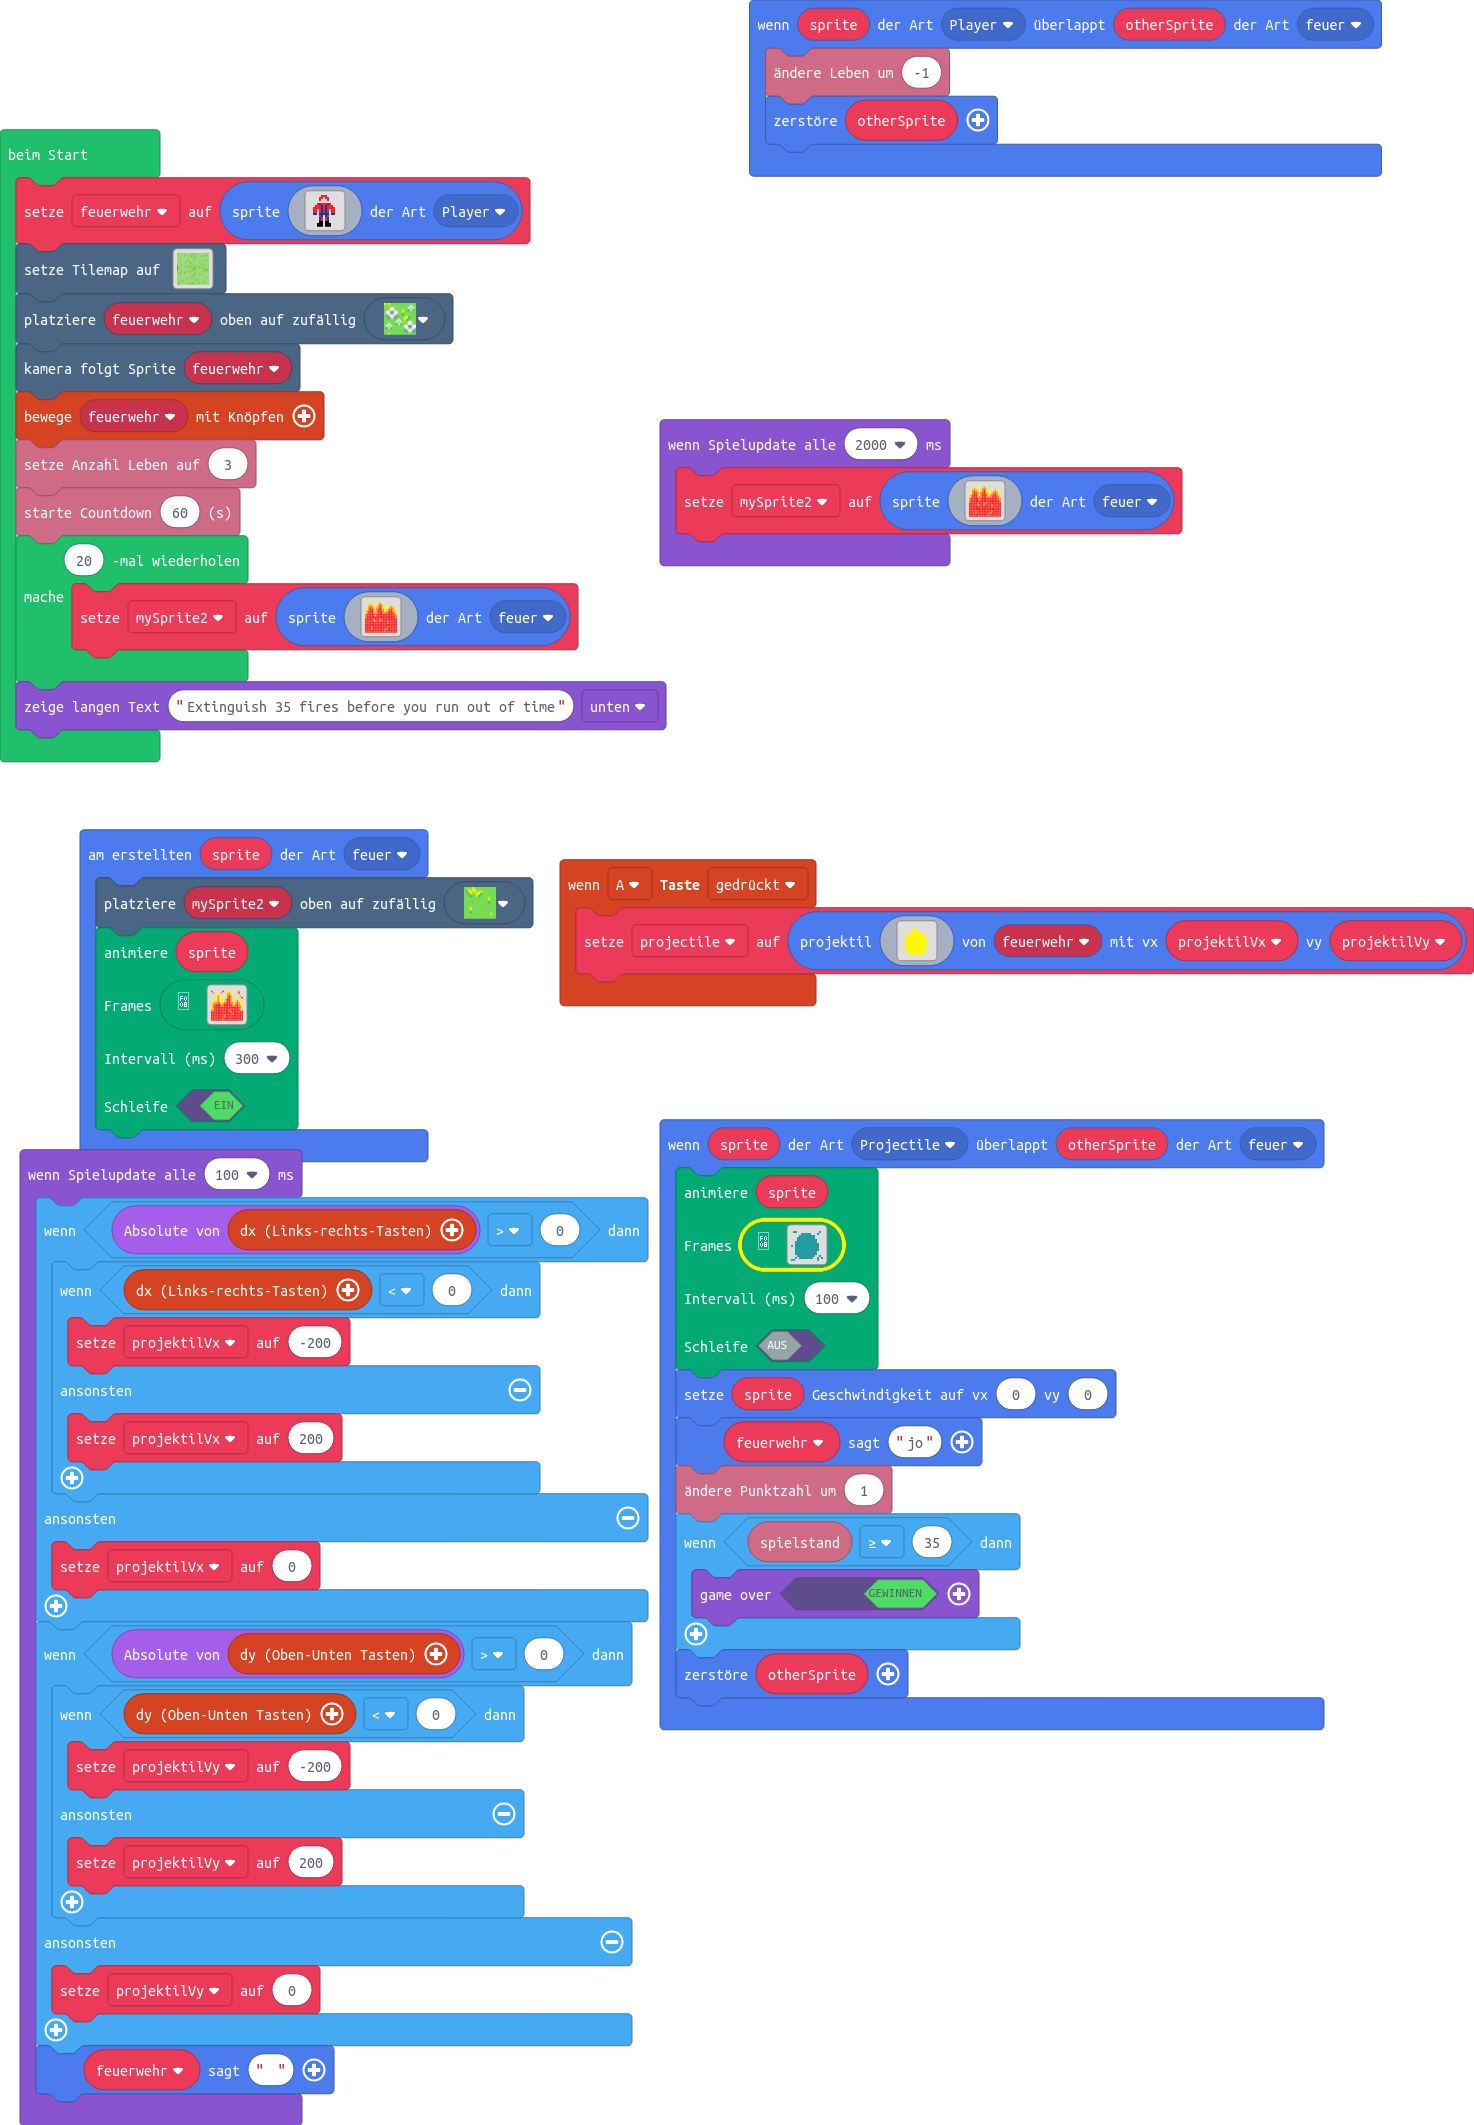 wenn sprite der Art Player überlappt otherSprite der Art feuer
ändere Leben um -1
zerstöre otherSprite
beim Start
setze feuerwehr auf sprite der Art Player
setze Tilemap auf
platziere feuerwehr oben auf zufällig
kamera folgt Sprite feuerwehr
bewege feuerwehr mit Knöpfen
setze Anzahl Leben auf 3
starte Countdown 60 (s)
20 -mal wiederholen
mache
setze mySprite2 auf sprite der Art feuer
zeige langen Text "Extinguish 35 fires before you run out of time" unten
wenn Spielupdate alle 2000 ms
setze mySprite2 auf sprite der Art feuer
am erstellten sprite der Art feuer
platziere mySprite2 oben auf zufällig
animiere sprite
Frames
Intervall (ms) 300
Schleife EIN
wenn A Taste gedrückt
setze projectile auf projektil von feuerwehr mit vx projektilVx vy projektilVy
wenn Spielupdate alle 100 ms
wenn Absolute von dx (Links-rechts-Tasten) > 0 dann
wenn dx (Links-rechts-Tasten) < 0 dann
setze projektilVx auf -200
ansonsten
setze projektilVx auf 200
ansonsten
setze projektilVx auf 0
wenn Absolute von dy (Oben-Unten Tasten) > 0 dann
wenn dy (Oben-Unten Tasten) < 0 dann
setze projektilVy auf -200
ansonsten
setze projektilVy auf 200
ansonsten
setze projektilVy auf 0
feuerwehr sagt " "
wenn sprite der Art Projectile überlappt otherSprite der Art feuer
animiere sprite
Frames
Intervall (ms) 100
Schleife AUS
setze sprite Geschwindigkeit auf vx 0 vy 0
feuerwehr sagt "jo"
ändere Punktzahl um 1
wenn spielstand ≥ 35 dann
game over GEWINNEN
zerstöre otherSprite